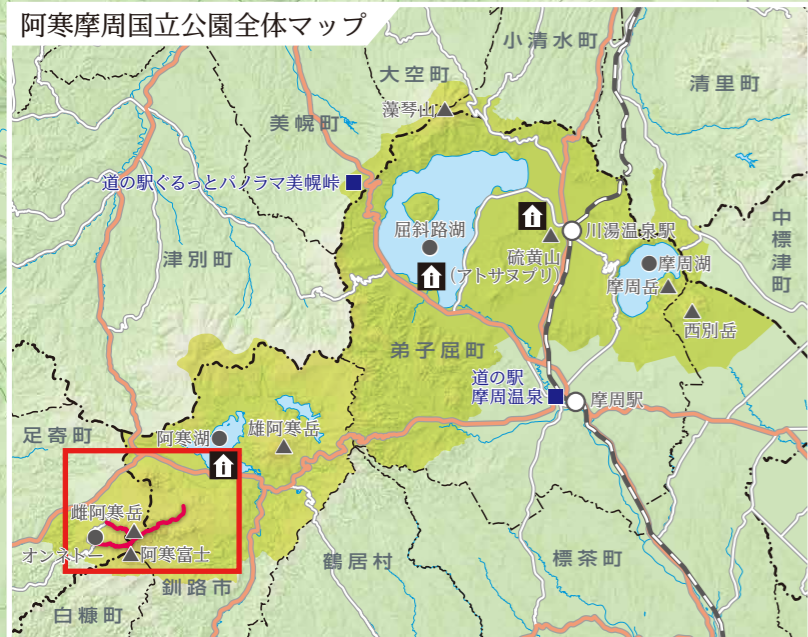 阿寒摩周国立公園全体マップ
小清水町
大空町
清里町
藻琴山
美幌町
道の駅ぐるっとパノラマ美幌峠
中標津町
川湯温泉駅
屈斜路湖
硫黄山
(アトサヌプリ)
摩周湖
摩周岳
津別町
西別岳
弟子屈町
道の駅
摩周温泉
摩周駅
足寄町
阿寒湖
雄阿寒岳
雌阿寒岳
オンネトー
阿寒富士
鶴居村
標茶町
釧路市
白糠町